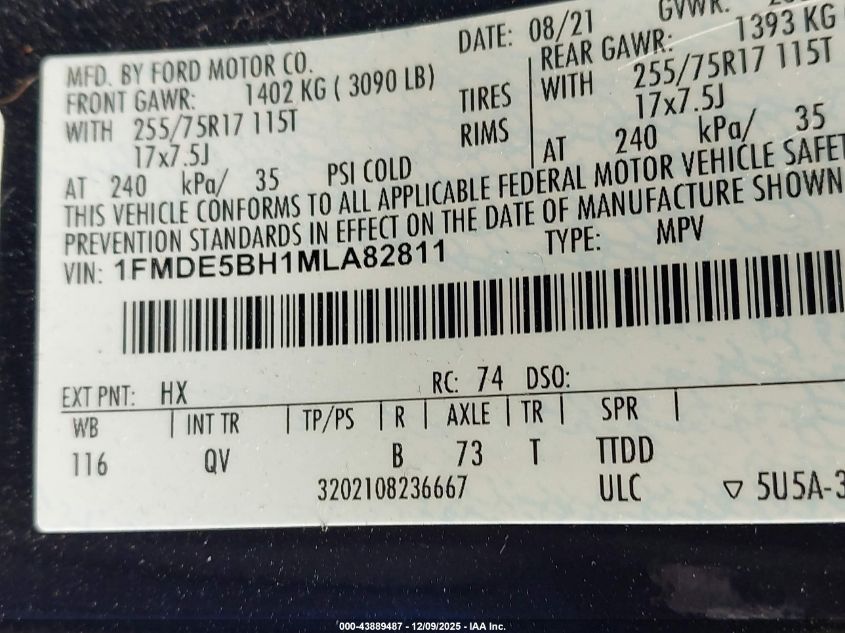 DATE: 08/21 GVWR:
MFD. BY FORD MOTOR CO.
FRONT GAWR: 1402 KG ( 3090 LB) REAR GAWR: 1393 KG
WITH 255/75R17 115T TIRES WITH 255/75R17 115T
17x7.5J RIMS 17x7.5J
AT 240 kPa/ 35 PSI COLD AT 240 kPa/ 35
THIS VEHICLE CONFORMS TO ALL APPLICABLE FEDERAL MOTOR VEHICLE SAFET
PREVENTION STANDARDS IN EFFECT ON THE DATE OF MANUFACTURE SHOWN
VIN: 1FMDE5BH1MLA82811 TYPE: MPV
EXT PNT: HX RC: 74 DSO:
WB | INT TR | TP/PS | R | AXLE | TR | SPR |
116 QV B 73 T TTDD
3202108236667 ULC ▽ 5U5A-3
000-43889487 - 12/09/2025 - IAA Inc.